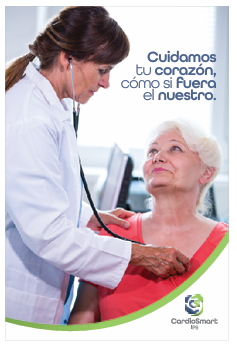 Cuidamos
tu corazón,
cómo si fuera
el nuestro.
CardioSmart
IPS